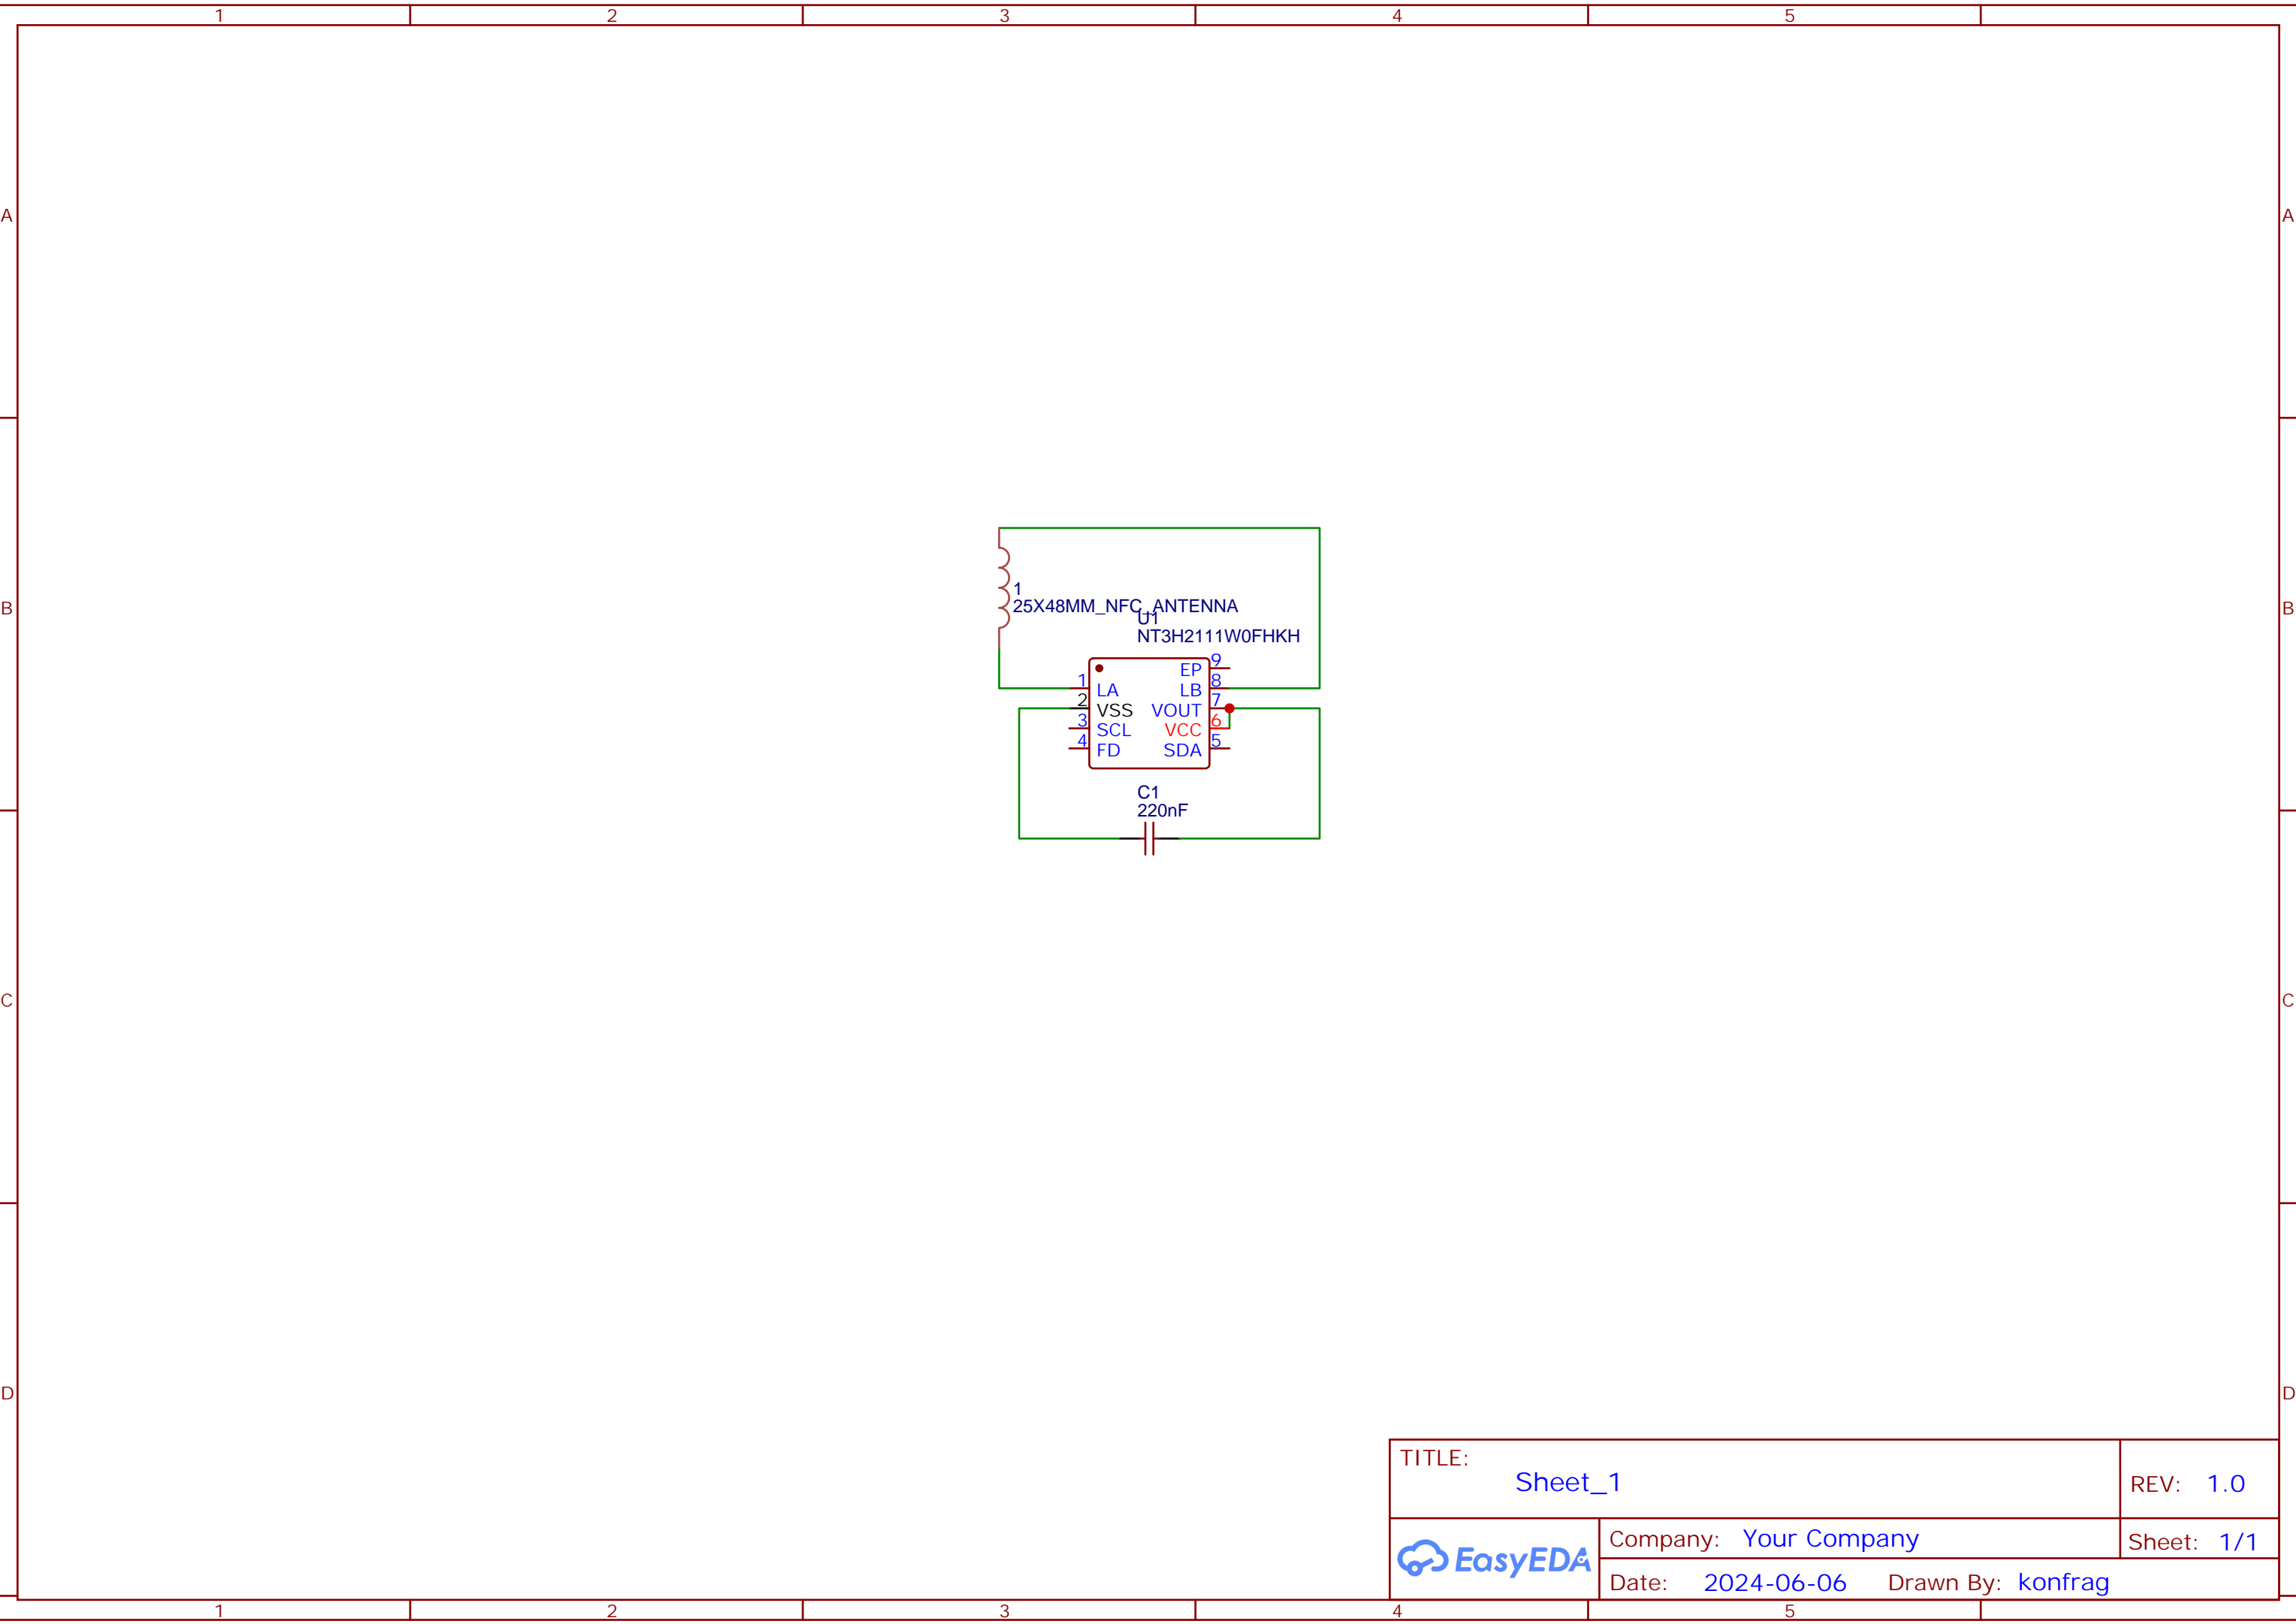 1 2 3 4 5
A A
B B
1
25X48MM_NFC_ANTENNA
U1
NT3H2111W0FHKH
EP 9
1 LA LB 8
2 VSS VOUT 7
3 SCL VCC 6
4 FD SDA 5
C1
220nF
C C
D D
TITLE:
Sheet_1
REV: 1.0
EasyEDA
Company: Your Company
Sheet: 1/1
Date: 2024-06-06 Drawn By: konfrag
1 2 3 4 5